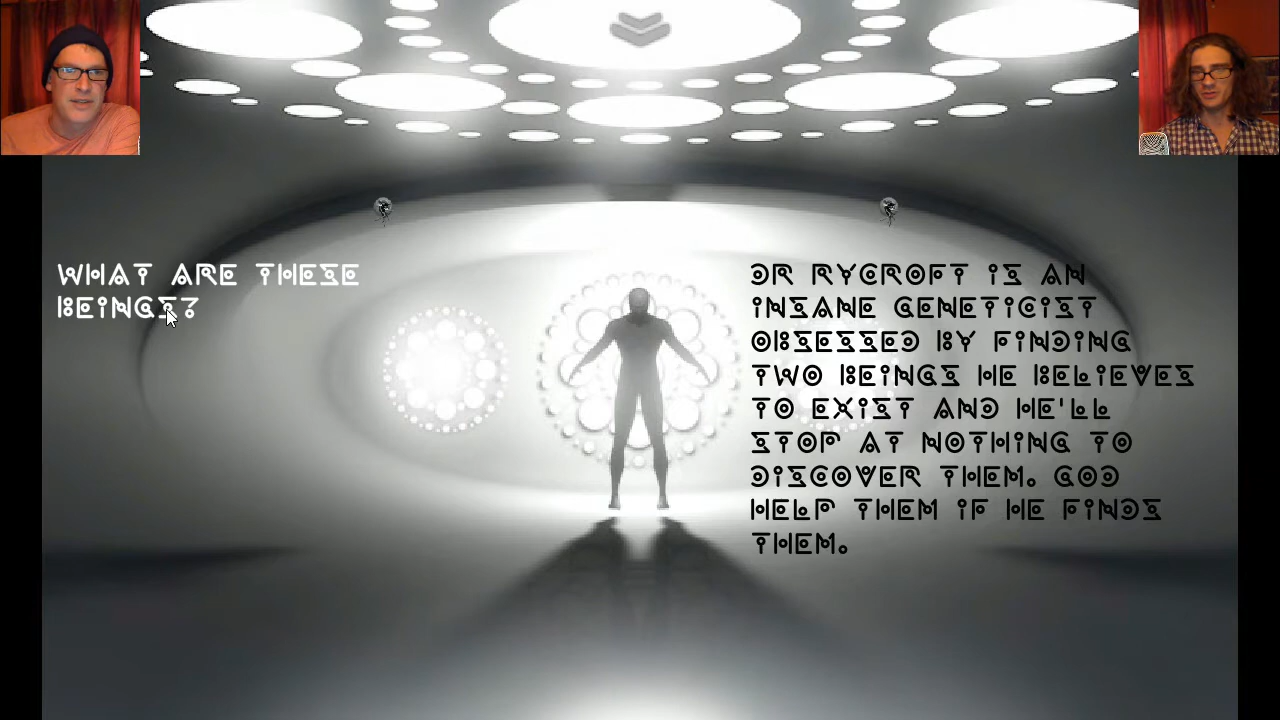 WHAT ARE THESE
BEINGS?
DR RYCROFT IS AN
INSANE GENETICIST
OBSESSED BY FINDING
TWO BEINGS HE BELIEVES
TO EXIST AND HE'LL
STOP AT NOTHING TO
DISCOVER THEM. GOD
HELP THEM IF HE FINDS
THEM.